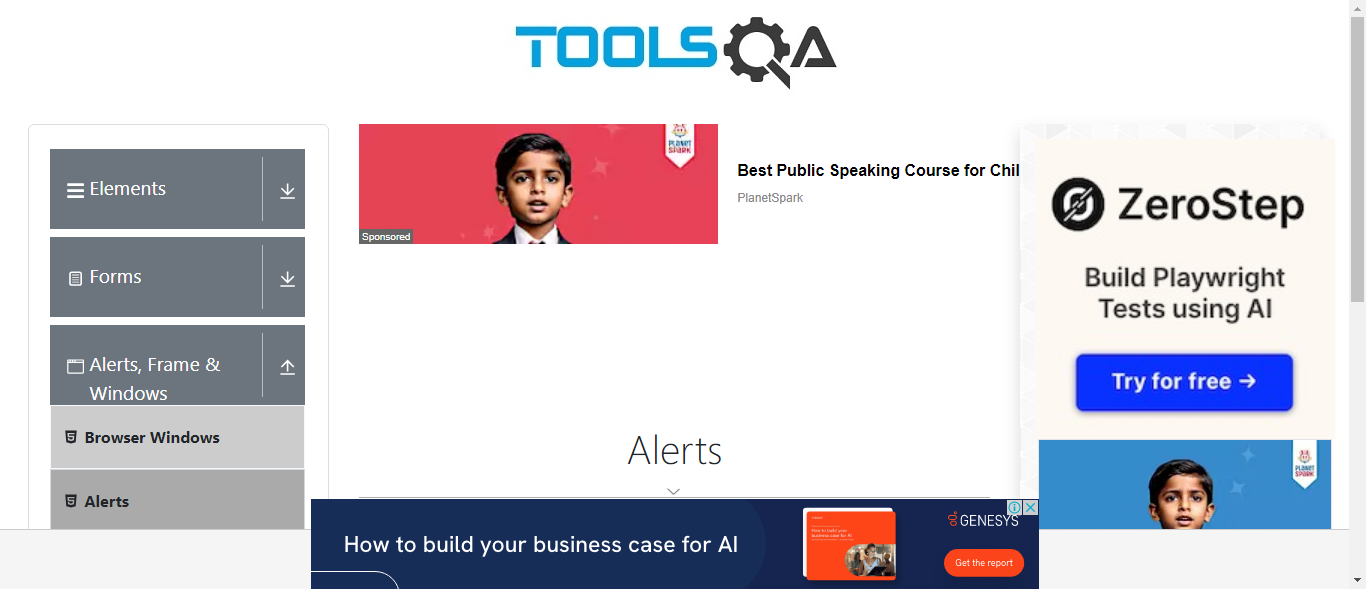 TOOLSQA
Elements
Forms
Alerts, Frame &
Windows
Browser Windows
Alerts
PLANET
SPARK
Sponsored
Best Public Speaking Course for Chil
PlanetSpark
Alerts
ZeroStep
Build Playwright
Tests using AI
Try for free →
PLANET
SPARK
How to build your business case for AI
How to build your
business case for AI
GENESYS
Get the report